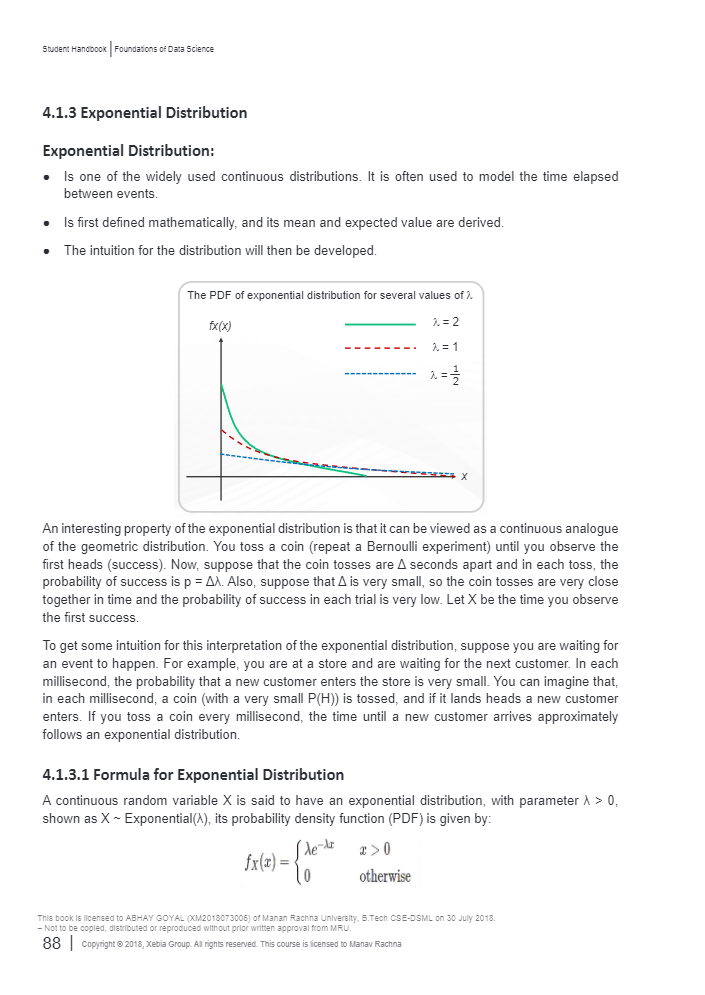 Student Handbook | Foundations of Data Science
4.1.3 Exponential Distribution
Exponential Distribution:
● Is one of the widely used continuous distributions. It is often used to model the time elapsed
between events.
● Is first defined mathematically, and its mean and expected value are derived.
● The intuition for the distribution will then be developed.
The PDF of exponential distribution for several values of λ.
fx(x)
λ = 2
λ = 1
λ = 1/2
X
An interesting property of the exponential distribution is that it can be viewed as a continuous analogue
of the geometric distribution. You toss a coin (repeat a Bernoulli experiment) until you observe the
first heads (success). Now, suppose that the coin tosses are Δ seconds apart and in each toss, the
probability of success is p = Δλ. Also, suppose that Δ is very small, so the coin tosses are very close
together in time and the probability of success in each trial is very low. Let X be the time you observe
the first success.
To get some intuition for this interpretation of the exponential distribution, suppose you are waiting for
an event to happen. For example, you are at a store and are waiting for the next customer. In each
millisecond, the probability that a new customer enters the store is very small. You can imagine that,
in each millisecond, a coin (with a very small P(H)) is tossed, and if it lands heads a new customer
enters. If you toss a coin every millisecond, the time until a new customer arrives approximately
follows an exponential distribution.
4.1.3.1 Formula for Exponential Distribution
A continuous random variable X is said to have an exponential distribution, with parameter λ > 0,
shown as X ~ Exponential(λ), its probability density function (PDF) is given by:
fx(x) = { λe^−λx x > 0
0 otherwise
This book is licensed to ABHAY GOYAL (XM2018073006) of Manan Rachna University, B.Tech CSE-DSML on 30 July 2018.
– Not to be copied, distributed or reproduced without prior written approval from MRU.
88 | Copyright © 2018, Xebia Group. All rights reserved. This course is licensed to Manav Rachna